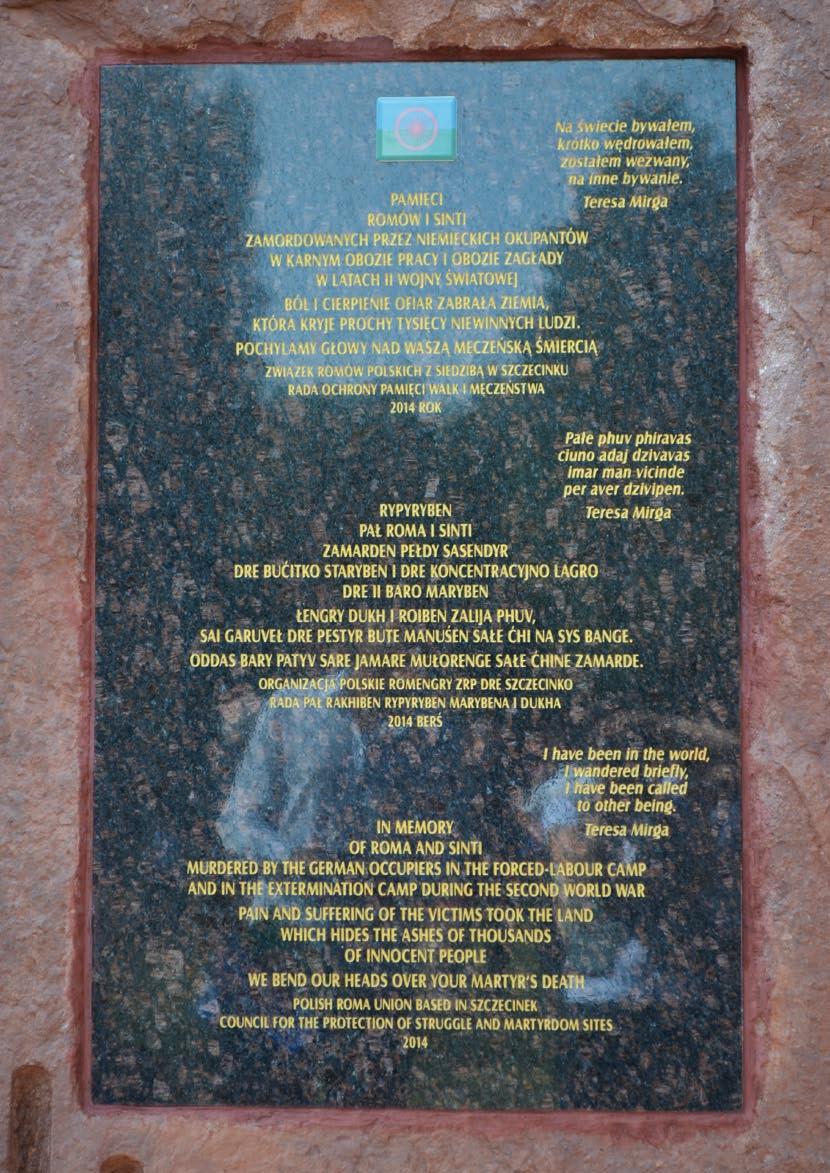 Na świecie bywałem,
krótko wędrowałem,
zostałem wezwany,
na inne bywanie.
Teresa Mirga
PAMIĘCI
ROMÓW I SINTI
ZAMORDOWANYCH PRZEZ NIEMIECKICH OKUPANTÓW
W KARNYM OBOZIE PRACY I OBOZIE ZAGŁADY
W LATACH II WOJNY ŚWIATOWEJ
BÓL I CIERPIENIE OFIAR ZABRAŁA ZIEMIA,
KTÓRA KRYJE PROCHY TYSIĘCY NIEWINNYCH LUDZI.
POCHYLAMY GŁOWY NAD WASZĄ MĘCZEŃSKĄ ŚMIERCIĄ
ZWIĄZEK ROMÓW POLSKICH Z SIEDZIBĄ W SZCZECINKU
RADA OCHRONY PAMIĘCI WALK I MĘCZEŃSTWA
2014 ROK
Pałe phuv phiravas
ciuno adaj dzivavas
imar man vicinde
per aver dzivipen.
Teresa Mirga
RYPYRYBEN
PAŁ ROMA I SINTI
ZAMARDEN PEŁDY SASENDYR
DRE BUĆITKO STARYBEN I DRE KONCENTRACYJNO LAGRO
DRE II BARO MARYBEN
ŁENGRY DUKH I ROIBEN ZALIJA PHUV,
SAI GARUVEŁ DRE PESTYR BUTE MANUŚEN SAŁE ĆHI NA SYS BANGE.
ODDAS BARY PATYV SARE JAMARE MUŁORENGE SAŁE ĆHINE ZAMARDE.
ORGANIZACJA POLSKIE ROMENGRY ZRP DRE SZCZECINKO
RADA PAŁ RAKHIBEN RYPYRYBEN MARYBENA I DUKHA
2014 BERŚ
I have been in the world,
I wandered briefly,
I have been called
to other being.
Teresa Mirga
IN MEMORY
OF ROMA AND SINTI
MURDERED BY THE GERMAN OCCUPIERS IN THE FORCED-LABOUR CAMP
AND IN THE EXTERMINATION CAMP DURING THE SECOND WORLD WAR
PAIN AND SUFFERING OF THE VICTIMS TOOK THE LAND
WHICH HIDES THE ASHES OF THOUSANDS
OF INNOCENT PEOPLE
WE BEND OUR HEADS OVER YOUR MARTYR'S DEATH
POLISH ROMA UNION BASED IN SZCZECINEK
COUNCIL FOR THE PROTECTION OF STRUGGLE AND MARTYRDOM SITES
2014